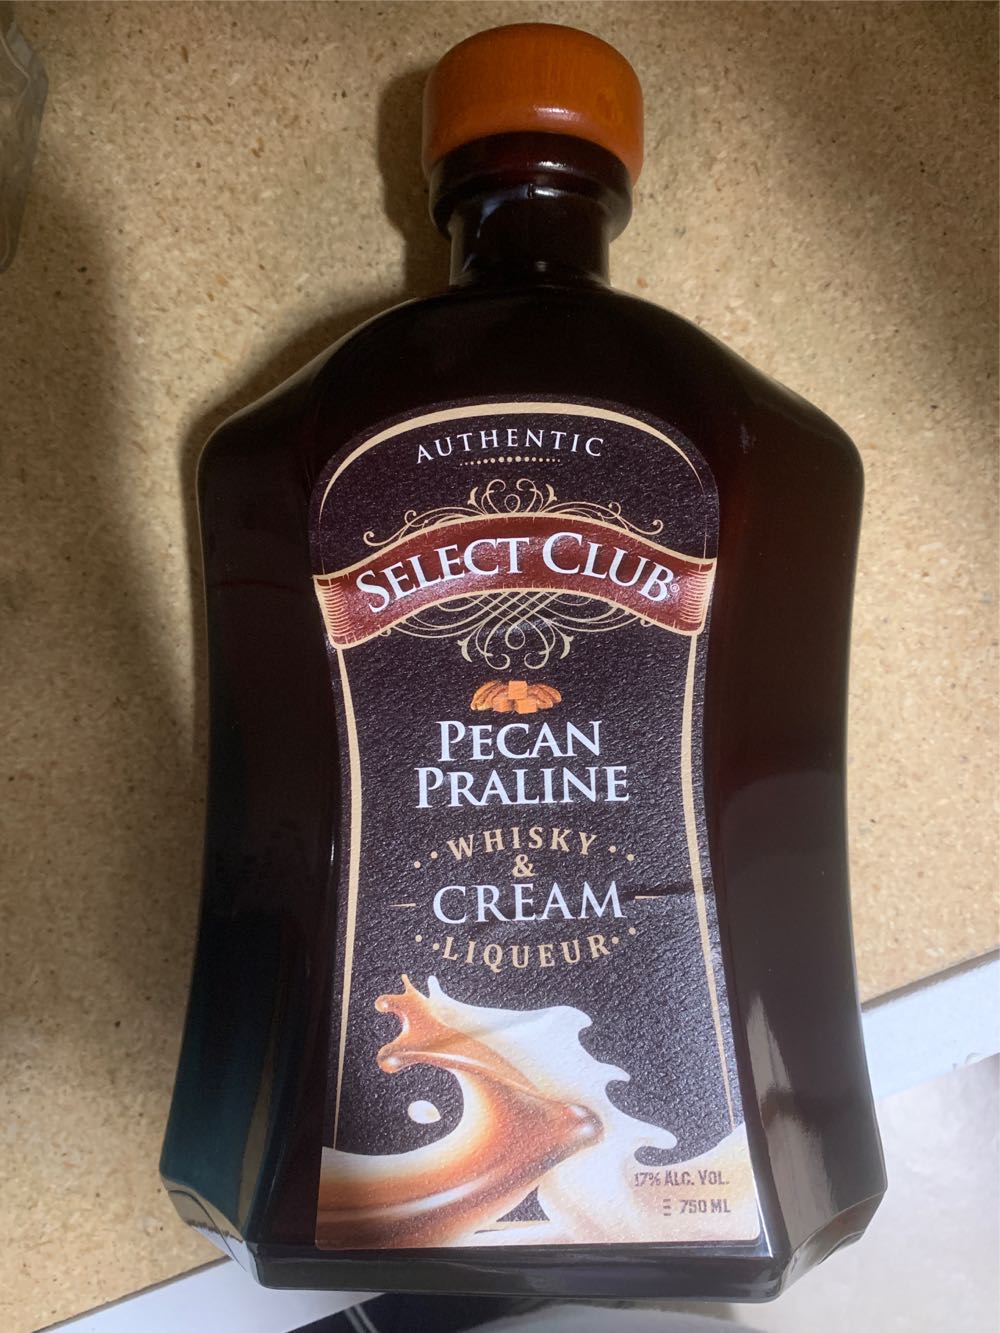 AUTHENTIC
SELECT CLUB®
PECAN
PRALINE
WHISKY
&
CREAM
LIQUEUR
17% ALC. VOL.
750 ML